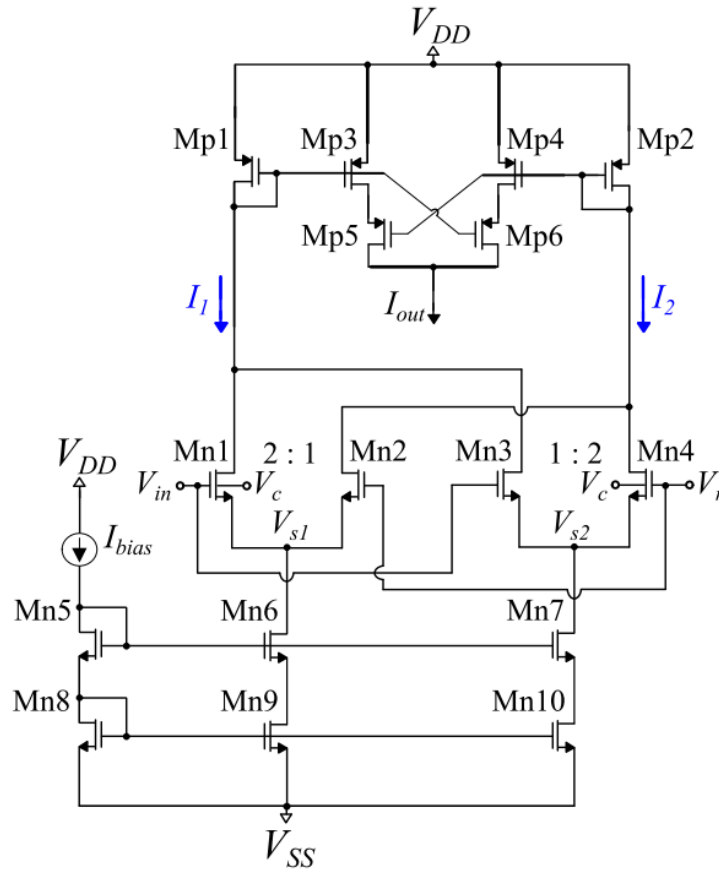 V_DD
Mp1 Mp3 Mp4 Mp2
Mp5 Mp6
I_1 I_out I_2
Mn1 2 : 1 Mn2 Mn3 1 : 2 Mn4
V_DD
V_in V_c V_c
V_s1 V_s2
I_bias
Mn5 Mn6 Mn7
Mn8 Mn9 Mn10
V_SS